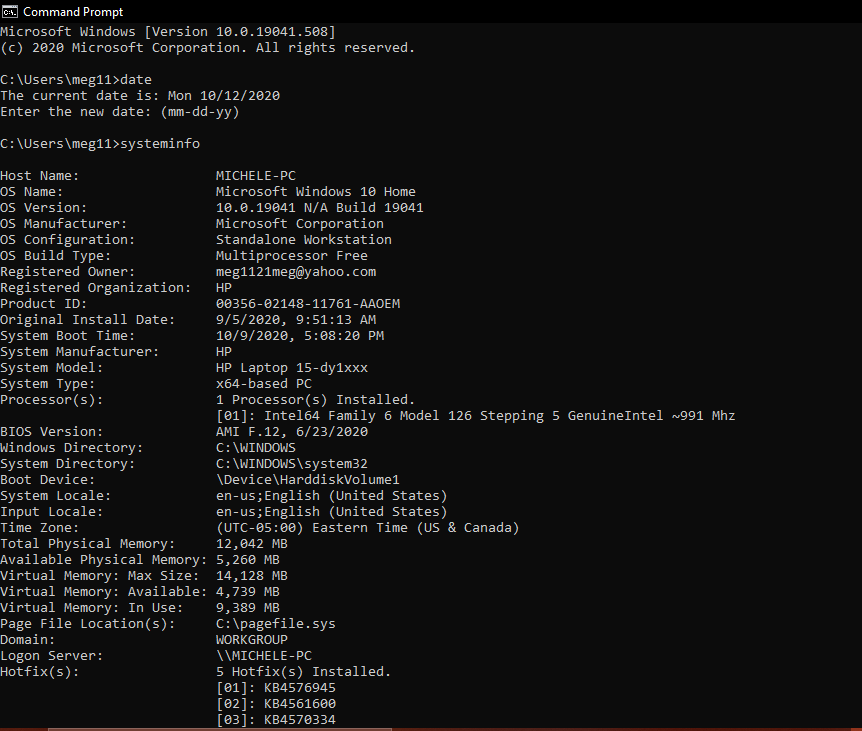 Command Prompt
Microsoft Windows [Version 10.0.19041.508]
(c) 2020 Microsoft Corporation. All rights reserved.
C:\Users\meg11>date
The current date is: Mon 10/12/2020
Enter the new date: (mm-dd-yy)
C:\Users\meg11>systeminfo
Host Name:                 MICHELE-PC
OS Name:                   Microsoft Windows 10 Home
OS Version:                10.0.19041 N/A Build 19041
OS Manufacturer:           Microsoft Corporation
OS Configuration:          Standalone Workstation
OS Build Type:             Multiprocessor Free
Registered Owner:          meg1121meg@yahoo.com
Registered Organization:   HP
Product ID:                00356-02148-11761-AAOEM
Original Install Date:     9/5/2020, 9:51:13 AM
System Boot Time:          10/9/2020, 5:08:20 PM
System Manufacturer:       HP
System Model:              HP Laptop 15-dy1xxx
System Type:               x64-based PC
Processor(s):              1 Processor(s) Installed.
                           [01]: Intel64 Family 6 Model 126 Stepping 5 GenuineIntel ~991 Mhz
BIOS Version:              AMI F.12, 6/23/2020
Windows Directory:         C:\WINDOWS
System Directory:          C:\WINDOWS\system32
Boot Device:               \Device\HarddiskVolume1
System Locale:             en-us;English (United States)
Input Locale:              en-us;English (United States)
Time Zone:                 (UTC-05:00) Eastern Time (US & Canada)
Total Physical Memory:     12,042 MB
Available Physical Memory: 5,260 MB
Virtual Memory: Max Size:  14,128 MB
Virtual Memory: Available: 4,739 MB
Virtual Memory: In Use:    9,389 MB
Page File Location(s):     C:\pagefile.sys
Domain:                    WORKGROUP
Logon Server:              \\MICHELE-PC
Hotfix(s):                 5 Hotfix(s) Installed.
                           [01]: KB4576945
                           [02]: KB4561600
                           [03]: KB4570334